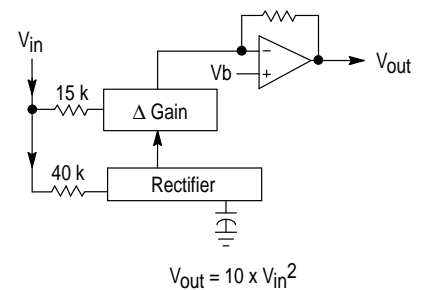 Vin
15 k
Δ Gain
Vb
−
+
Vout
40 k
Rectifier
Vout = 10 x Vin²